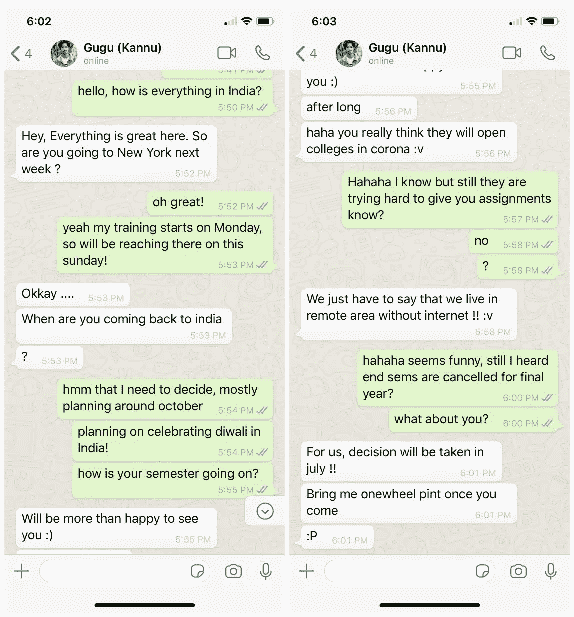 6:02
4
Gugu (Kannu)
online
hello, how is everything in India?
5:50 PM
Hey, Everything is great here. So
are you going to New York next
week ?
5:52 PM
oh great!
5:52 PM
yeah my training starts on Monday,
so will be reaching there on this
sunday!
5:53 PM
Okkay ....
5:53 PM
When are you coming back to india
5:53 PM
?
5:53 PM
hmm that I need to decide, mostly
planning around october
5:54 PM
planning on celebrating diwali in
India!
5:54 PM
how is your semester going on?
5:55 PM
Will be more than happy to see
you :)
5:55 PM
6:03
4
Gugu (Kannu)
online
you :)
5:55 PM
after long
5:56 PM
haha you really think they will open
colleges in corona :v
5:56 PM
Hahaha I know but still they are
trying hard to give you assignments
know?
5:57 PM
no
5:58 PM
?
5:58 PM
We just have to say that we live in
remote area without internet !! :v
5:58 PM
hahaha seems funny, still I heard
end sems are cancelled for final
year?
6:00 PM
what about you?
6:00 PM
For us, decision will be taken in
july !!
6:01 PM
Bring me onewheel pint once you
come
6:01 PM
:P
6:01 PM